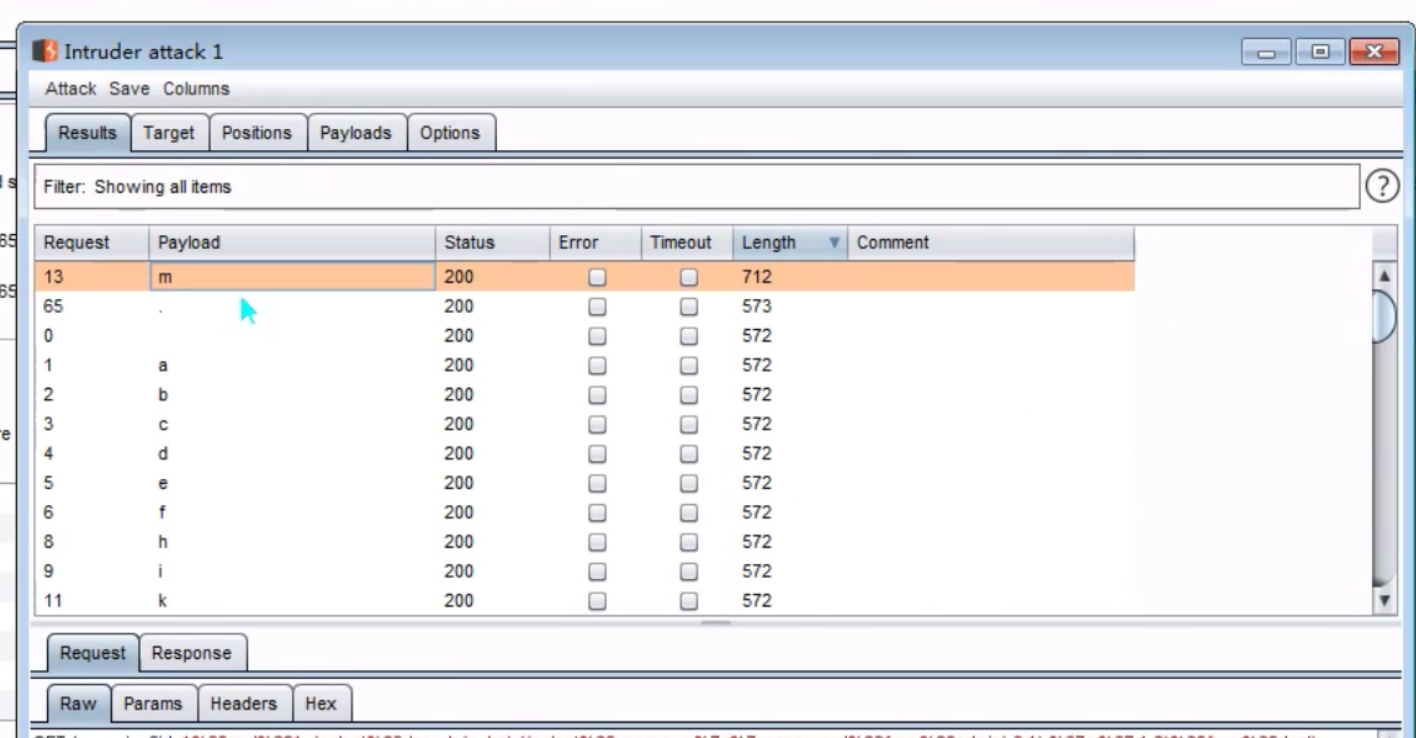 Intruder attack 1
Attack Save Columns
Results Target Positions Payloads Options
Filter: Showing all items ?
Request Payload Status Error Timeout Length Comment
13 m 200 712
65 . 200 573
0 200 572
1 a 200 572
2 b 200 572
3 c 200 572
4 d 200 572
5 e 200 572
6 f 200 572
8 h 200 572
9 i 200 572
11 k 200 572
Request Response
Raw Params Headers Hex
s
65
65
re